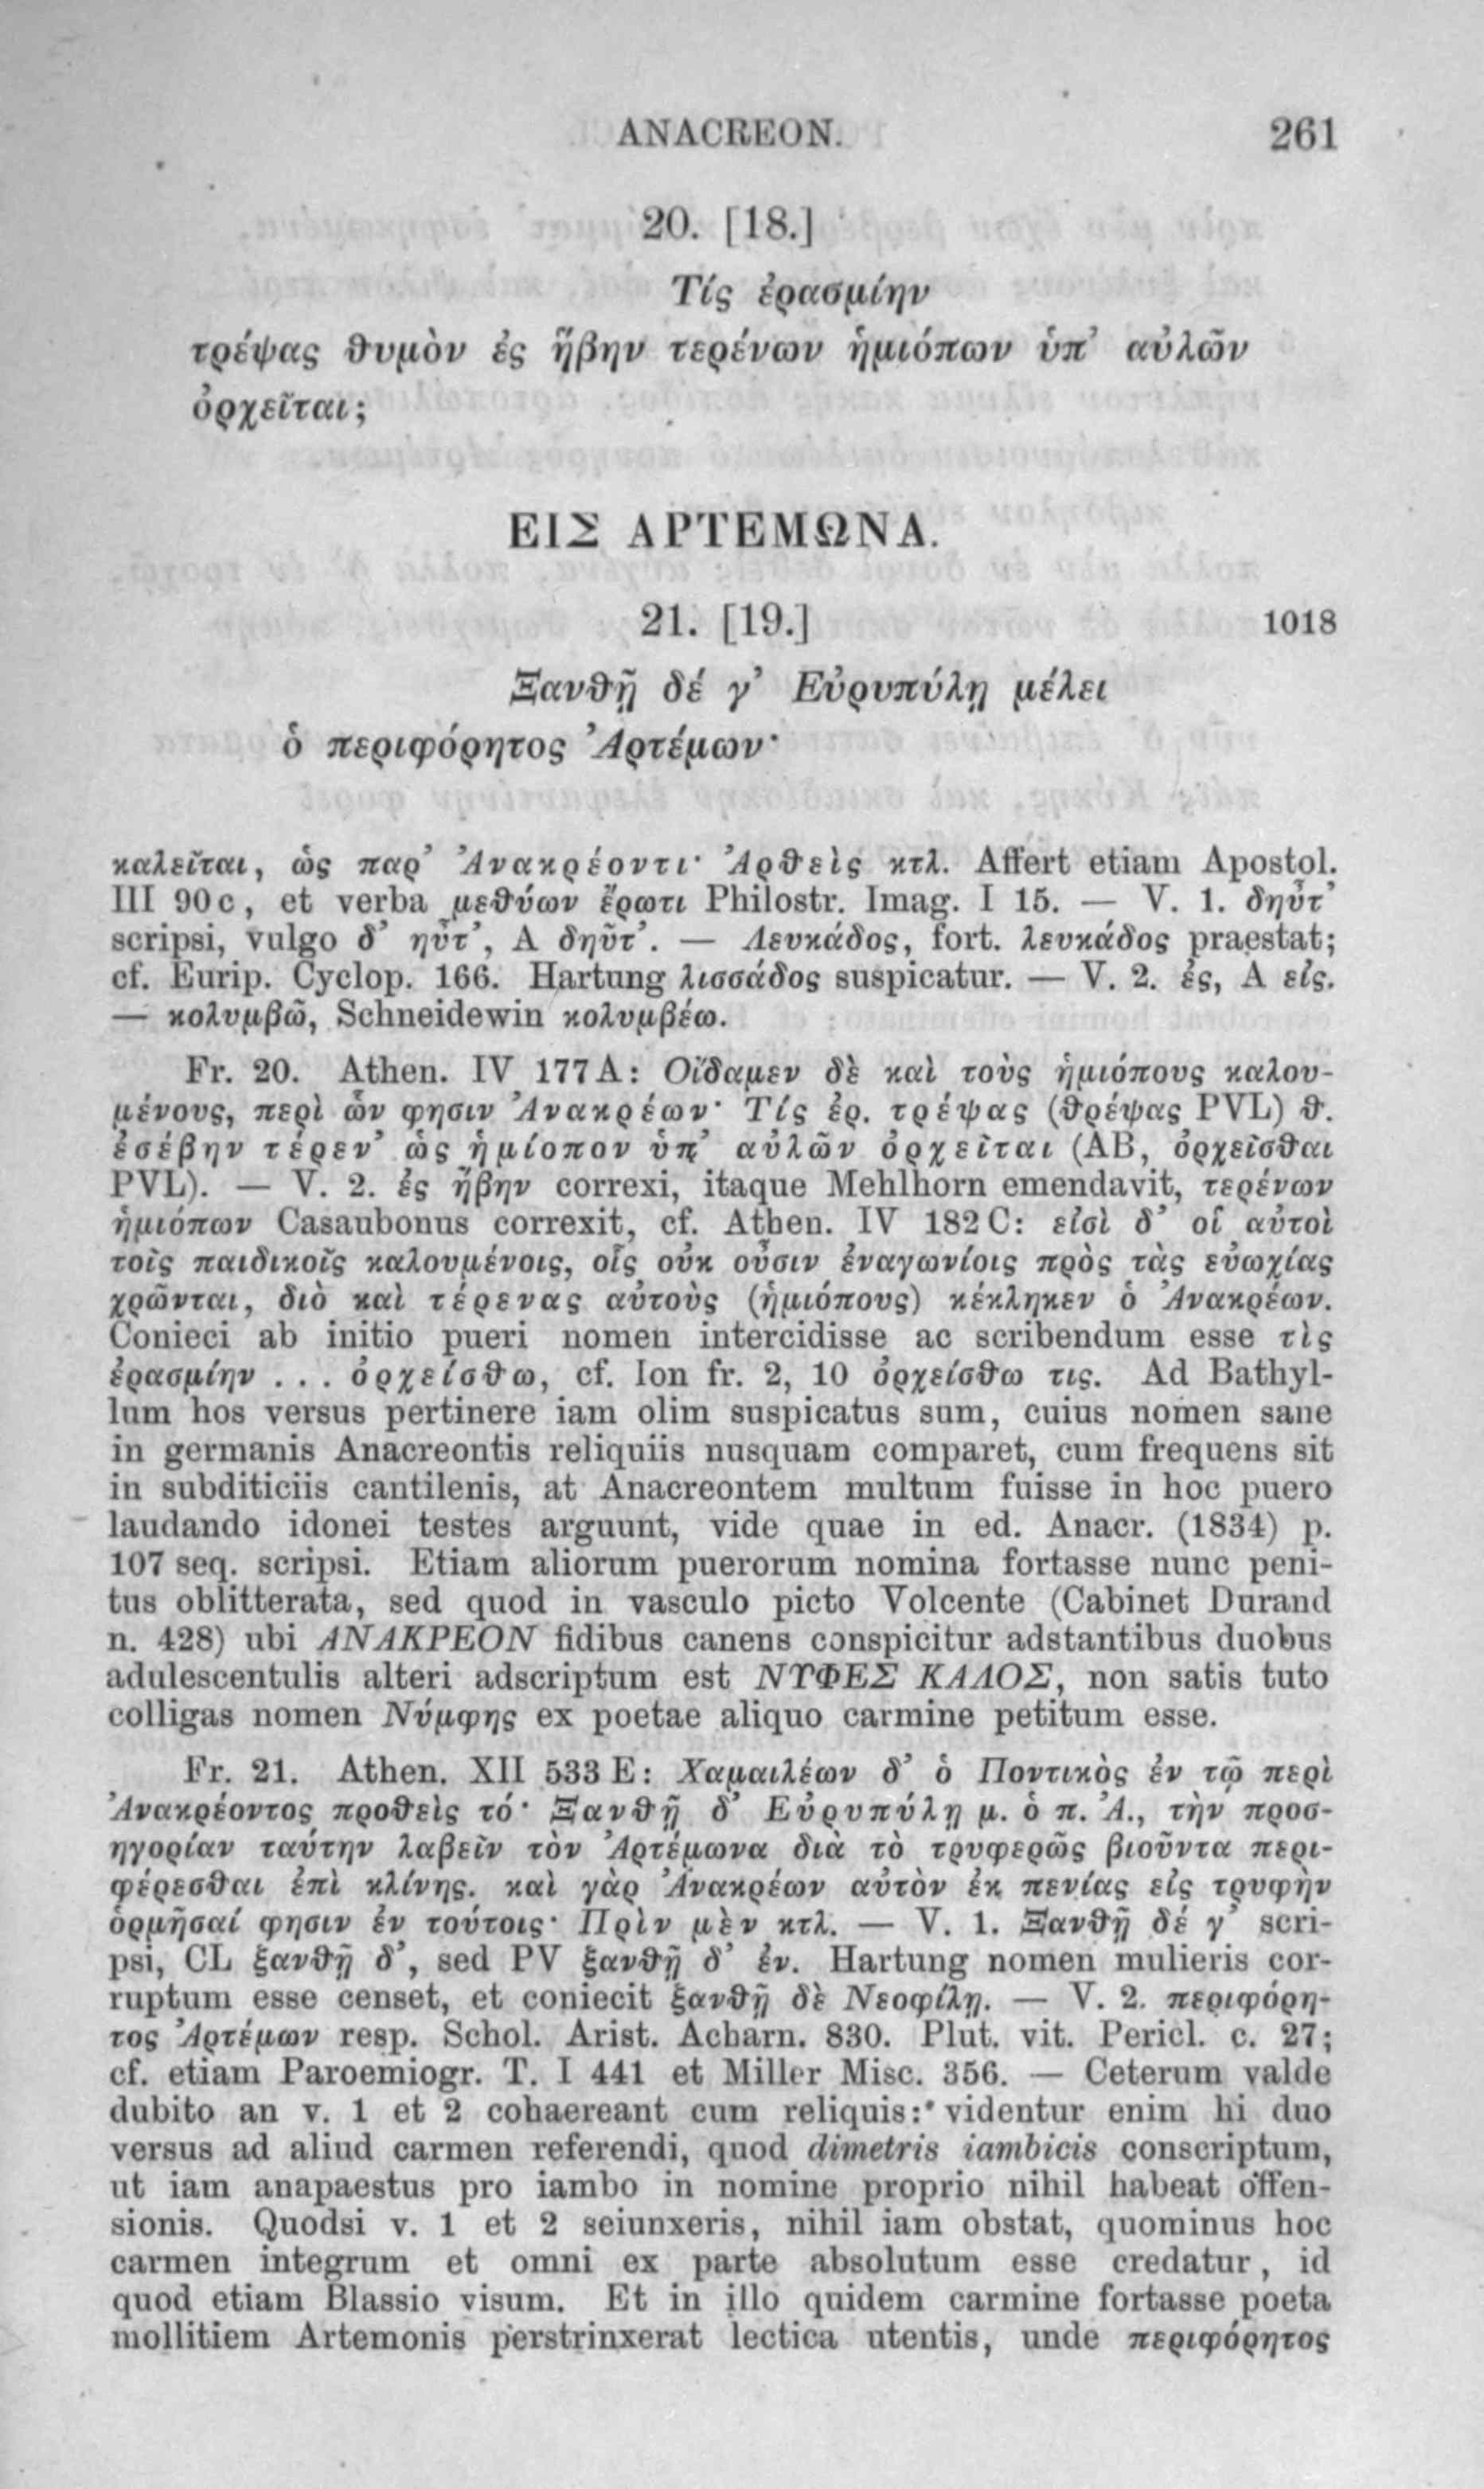 ANACREON. 261
20. [18.]
Τίς ἐρασμίην
τρέψας θυμὸν ἐς ἥβην τερένων ἡμιόπων ὑπ’ αὐλῶν
ὀρχεῖται;
ΕΙΣ ΑΡΤΕΜΩΝΑ.
21. [19.] 1018
Ξανθῇ δέ γ’ Εὐρυπύλῃ μέλει
ὁ περιφόρητος Ἀρτέμων·
καλεῖται, ὡς παρ’ Ἀνακρέοντι· Ἀρθεὶς κτλ. Affert etiam Apostol.
III 90c, et verba μεθύων ἔρωτι Philostr. Imag. I 15. — V. 1. δηὖτ’
scripsi, vulgo δ’ ηὖτ’, A δηῦτ’. — Λευκάδος, fort. λευκάδος praestat;
cf. Eurip. Cyclop. 166. Hartung λισσάδος suspicatur. — V. 2. ἐς, A εἰς.
— κολυμβῶ, Schneidewin κολυμβέω.
Fr. 20. Athen. IV 177A: Οἴδαμεν δὲ καὶ τοὺς ἡμιόπους καλου-
μένους, περὶ ὧν φησιν Ἀνακρέων· Τίς ἐρ. τρέψας (θρέψας PVL) θ.
ἐσέβην τέρεν’ ὡς ἡμίοπον ὑπ’ αὐλῶν ὀρχεῖται (AB, ὀρχεῖσθαι
PVL). — V. 2. ἐς ἥβην correxi, itaque Mehlhorn emendavit, τερένων
ἡμιόπων Casaubonus correxit, cf. Athen. IV 182C: εἰσὶ δ’ οἱ αὐτοὶ
τοῖς παιδικοῖς καλουμένοις, οἷς οὐκ οὖσιν ἐναγωνίοις πρὸς τὰς εὐωχίας
χρῶνται, διὸ καὶ τέρενας αὐτοὺς (ἡμιόπους) κέκληκεν ὁ Ἀνακρέων.
Conieci ab initio pueri nomen intercidisse ac scribendum esse τὶς
ἐρασμίην . . . ὀρχείσθω, cf. Ion fr. 2, 10 ὀρχείσθω τις. Ad Bathyl-
lum hos versus pertinere iam olim suspicatus sum, cuius nomen sane
in germanis Anacreontis reliquiis nusquam comparet, cum frequens sit
in subditiciis cantilenis, at Anacreontem multum fuisse in hoc puero
laudando idonei testes arguunt, vide quae in ed. Anacr. (1834) p.
107 seq. scripsi. Etiam aliorum puerorum nomina fortasse nunc peni-
tus oblitterata, sed quod in vasculo picto Volcente (Cabinet Durand
n. 428) ubi ΑΝΑΚΡΕΟΝ fidibus canens conspicitur adstantibus duobus
adulescentulis alteri adscriptum est ΝΥΦΕΣ ΚΑΛΟΣ, non satis tuto
colligas nomen Νύμφης ex poetae aliquo carmine petitum esse.
Fr. 21. Athen. XII 533E: Χαμαιλέων δ’ ὁ Ποντικὸς ἐν τῷ περὶ
Ἀνακρέοντος προθεὶς τό· Ξανθῇ δ’ Εὐρυπύλῃ μ. ὁ π. Ἀ., τὴν προσ-
ηγορίαν ταύτην λαβεῖν τὸν Ἀρτέμωνα διὰ τὸ τρυφερῶς βιοῦντα περι-
φέρεσθαι ἐπὶ κλίνης. καὶ γὰρ Ἀνακρέων αὐτὸν ἐκ πενίας εἰς τρυφὴν
ὁρμῆσαί φησιν ἐν τούτοις· Πρὶν μὲν κτλ. — V. 1. Ξανθῇ δέ γ’ scri-
psi, CL ξανθῇ δ’, sed PV ξανθῇ δ’ ἐν. Hartung nomen mulieris cor-
ruptum esse censet, et coniecit ξανθῇ δὲ Νεοφίλῃ. — V. 2. περιφόρη-
τος Ἀρτέμων resp. Schol. Arist. Acharn. 830. Plut. vit. Pericl. c. 27;
cf. etiam Paroemiogr. T. I 441 et Miller Misc. 356. — Ceterum valde
dubito an v. 1 et 2 cohaereant cum reliquis: videntur enim hi duo
versus ad aliud carmen referendi, quod dimetris iambicis conscriptum,
ut iam anapaestus pro iambo in nomine proprio nihil habeat offen-
sionis. Quodsi v. 1 et 2 seiunxeris, nihil iam obstat, quominus hoc
carmen integrum et omni ex parte absolutum esse credatur, id
quod etiam Blassio visum. Et in illo quidem carmine fortasse poeta
mollitiem Artemonis perstrinxerat lectica utentis, unde περιφόρητος